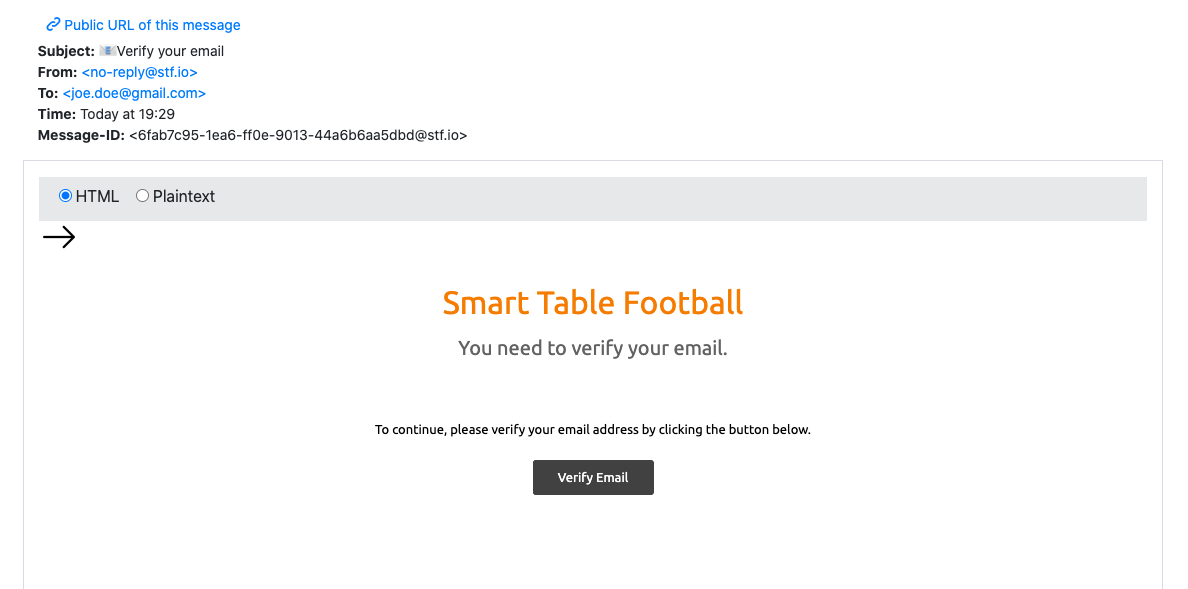 Public URL of this message
Subject: 📧Verify your email
From: <no-reply@stf.io>
To: <joe.doe@gmail.com>
Time: Today at 19:29
Message-ID: <6fab7c95-1ea6-ff0e-9013-44a6b6aa5dbd@stf.io>
HTML Plaintext
Smart Table Football
You need to verify your email.
To continue, please verify your email address by clicking the button below.
Verify Email